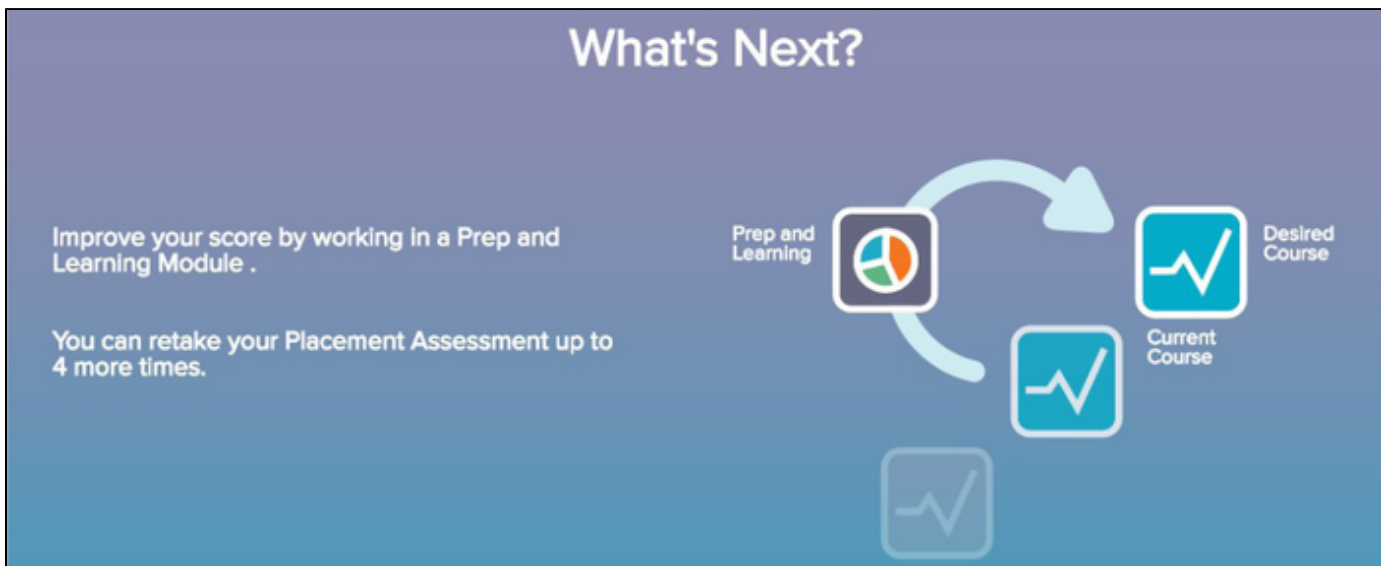 What's Next?
Improve your score by working in a Prep and
Learning Module .
You can retake your Placement Assessment up to
4 more times.
Prep and
Learning
Desired
Course
Current
Course